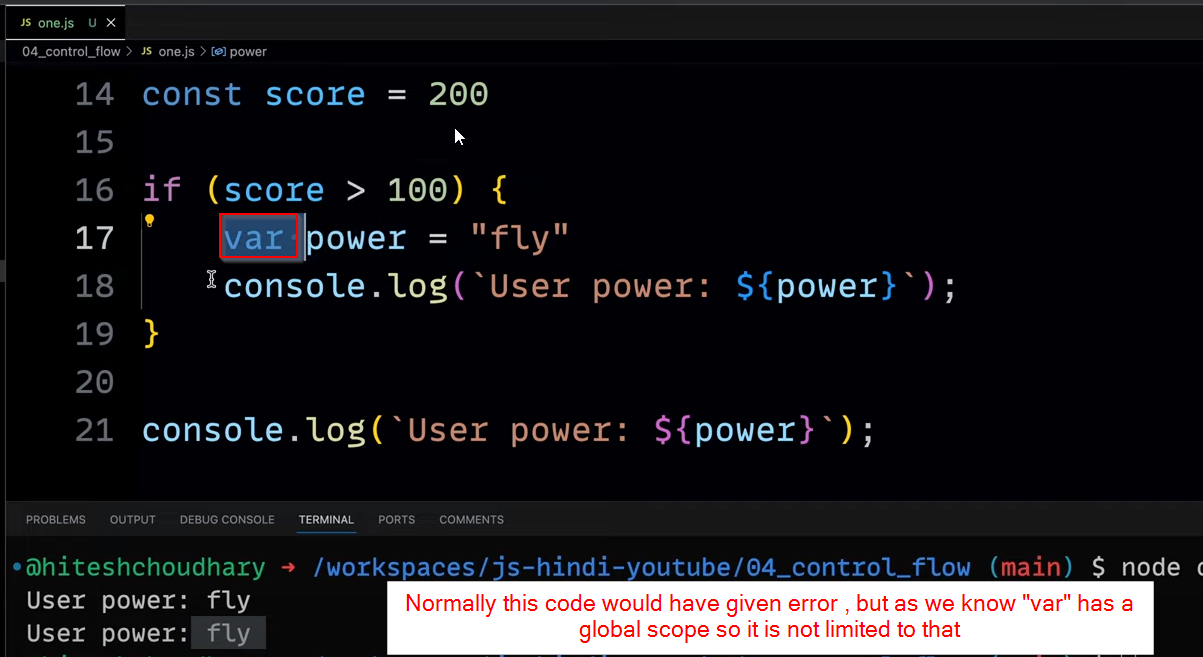 JS one.js U ×
04_control_flow > JS one.js > power
14 const score = 200
15
16 if (score > 100) {
17 var power = "fly"
18 console.log(`User power: ${power}`);
19 }
20
21 console.log(`User power: ${power}`);
PROBLEMS OUTPUT DEBUG CONSOLE TERMINAL PORTS COMMENTS
@hiteshchoudhary → /workspaces/js-hindi-youtube/04_control_flow (main) $ node
User power: fly
User power: fly
Normally this code would have given error , but as we know "var" has a
global scope so it is not limited to that